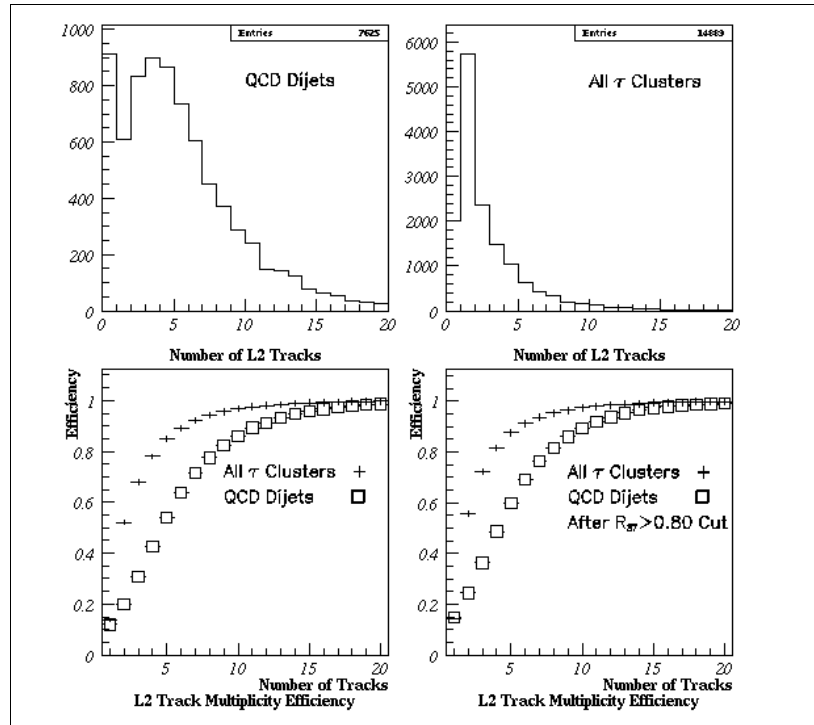 Entries 7625
QCD Dijets
1000
800
600
400
200
0
0 5 10 15 20
Number of L2 Tracks
Entries 14889
All τ Clusters
6000
5000
4000
3000
2000
1000
0
0 5 10 15 20
Number of L2 Tracks
Efficiency
1
0.8
0.6
0.4
0.2
0
All τ Clusters +
QCD Dijets □
5 10 15 20
Number of Tracks
L2 Track Multiplicity Efficiency
Efficiency
1
0.8
0.6
0.4
0.2
0
All τ Clusters +
QCD Dijets □
After R37>0.80 Cut
5 10 15 20
Number of Tracks
L2 Track Multiplicity Efficiency